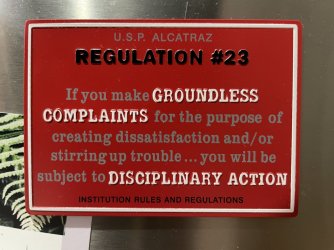 U.S.P. ALCATRAZ
REGULATION #23
If you make GROUNDLESS
COMPLAINTS for the purpose of
creating dissatisfaction and/or
stirring up trouble ... you will be
subject to DISCIPLINARY ACTION
INSTITUTION RULES AND REGULATIONS